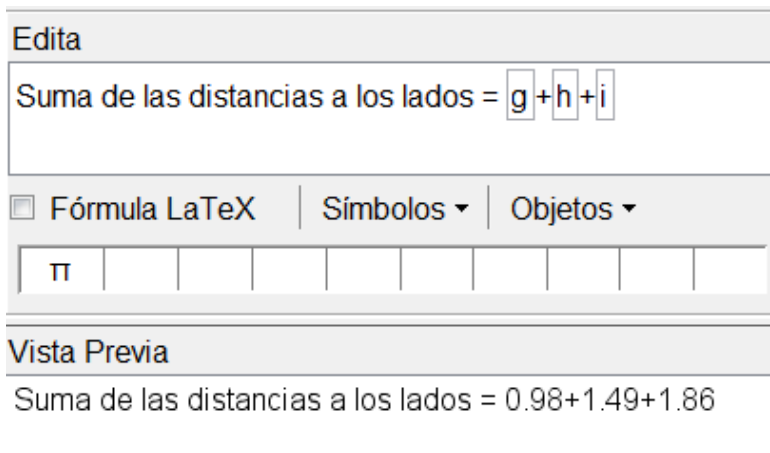 Edita
Suma de las distancias a los lados = g+h+i
Fórmula LaTeX Símbolos Objetos
π
Vista Previa
Suma de las distancias a los lados = 0.98+1.49+1.86